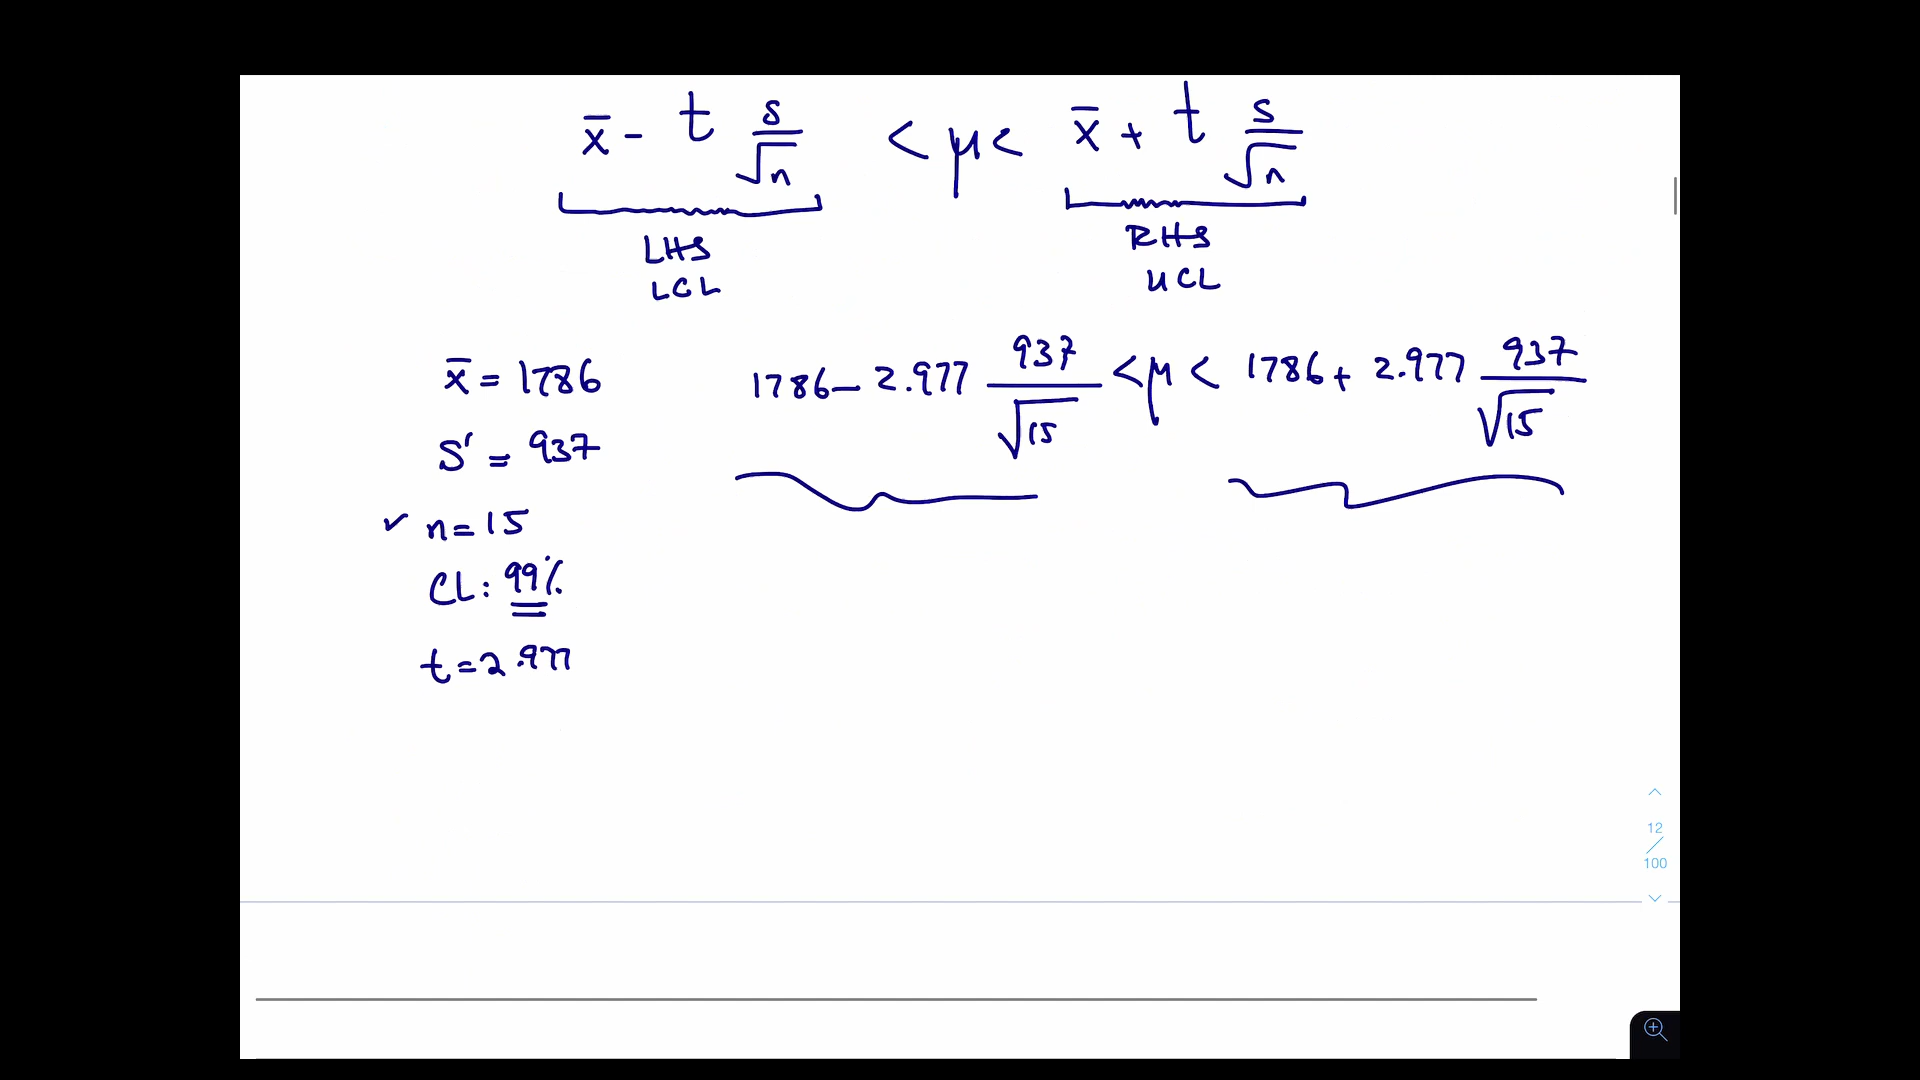 x̄ - t s/√n < μ < x̄ + t s/√n
LHS RHS
LCL UCL
x̄ = 1786
1786 - 2.977 937/√15 < μ < 1786 + 2.977 937/√15
S' = 937
✓ n = 15
CL: 99%
t = 2.977
12
/
100